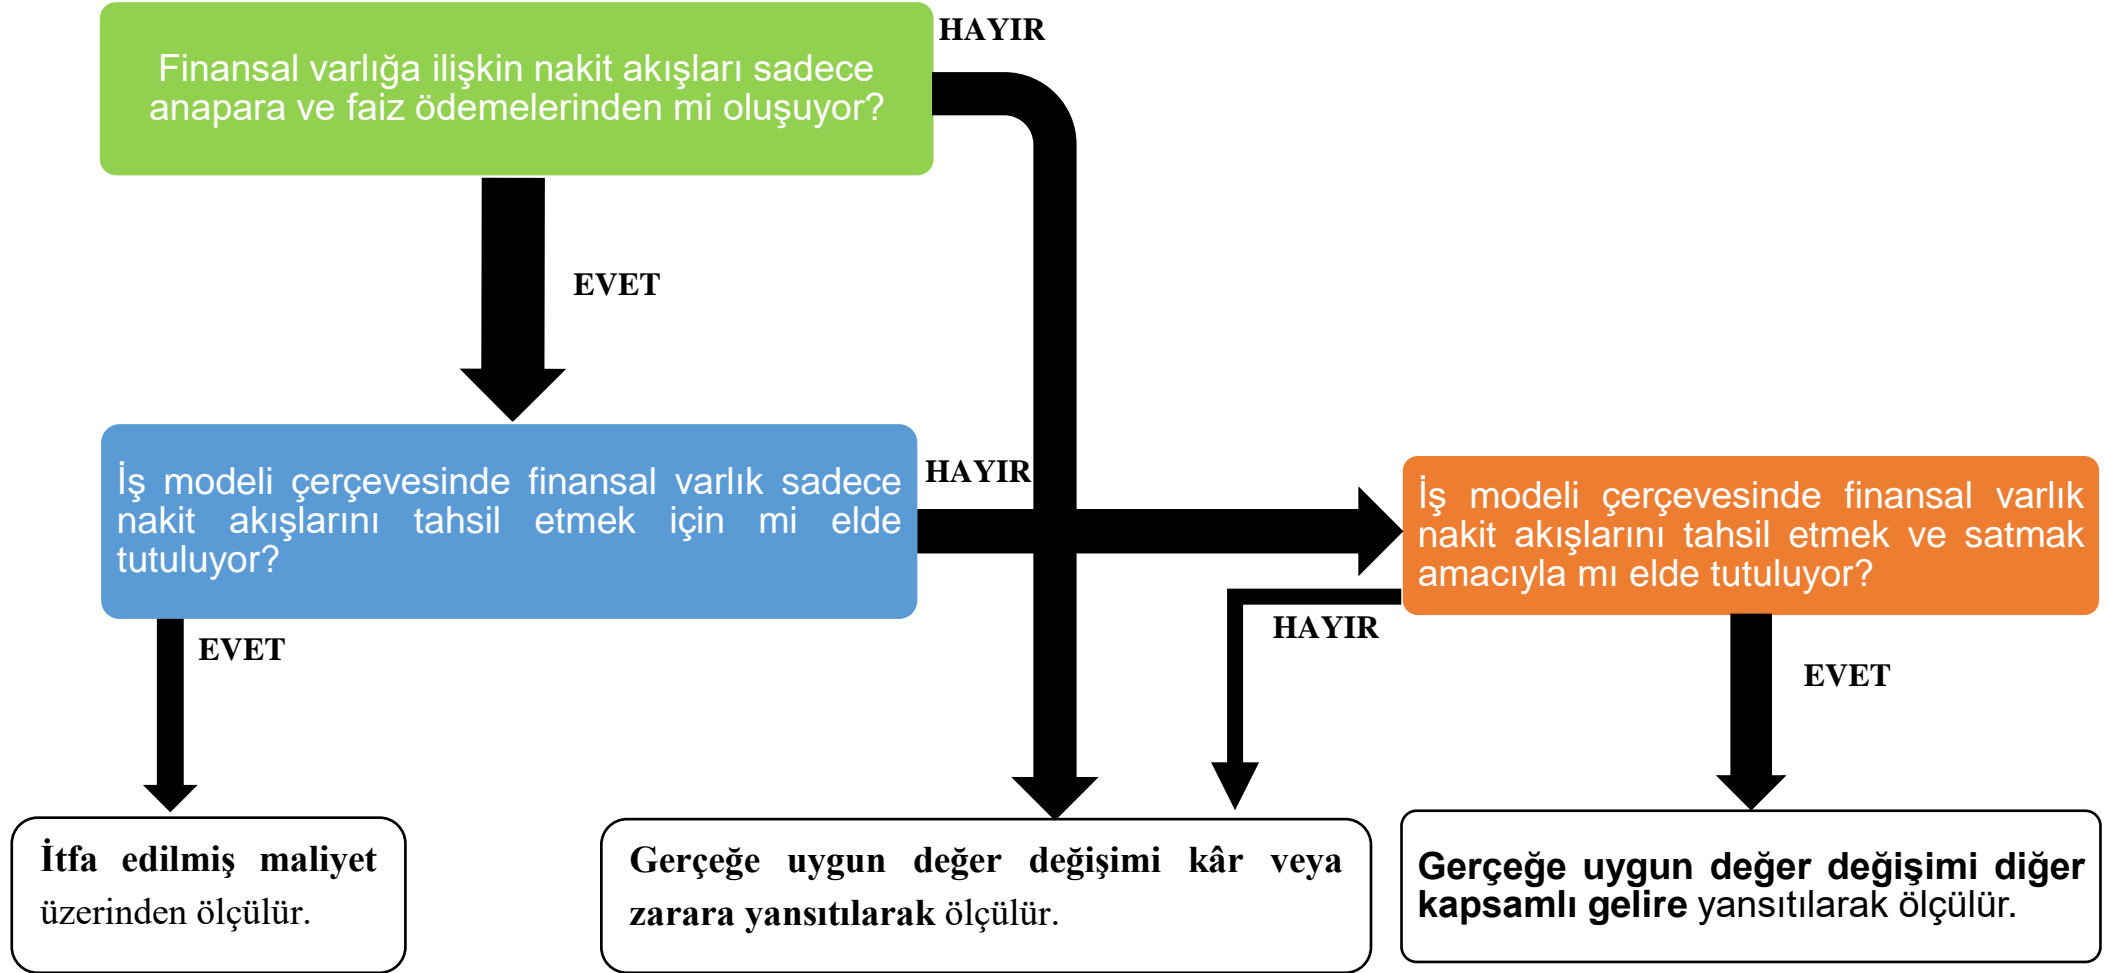 HAYIR
Finansal varlığa ilişkin nakit akışları sadece
anapara ve faiz ödemelerinden mi oluşuyor?
EVET
İş modeli çerçevesinde finansal varlık sadece
nakit akışlarını tahsil etmek için mi elde
tutuluyor?
HAYIR
İş modeli çerçevesinde finansal varlık
nakit akışlarını tahsil etmek ve satmak
amacıyla mı elde tutuluyor?
EVET
HAYIR
EVET
İtfa edilmiş maliyet
üzerinden ölçülür.
Gerçeğe uygun değer değişimi kâr veya
zarara yansıtılarak ölçülür.
Gerçeğe uygun değer değişimi diğer
kapsamlı gelire yansıtılarak ölçülür.